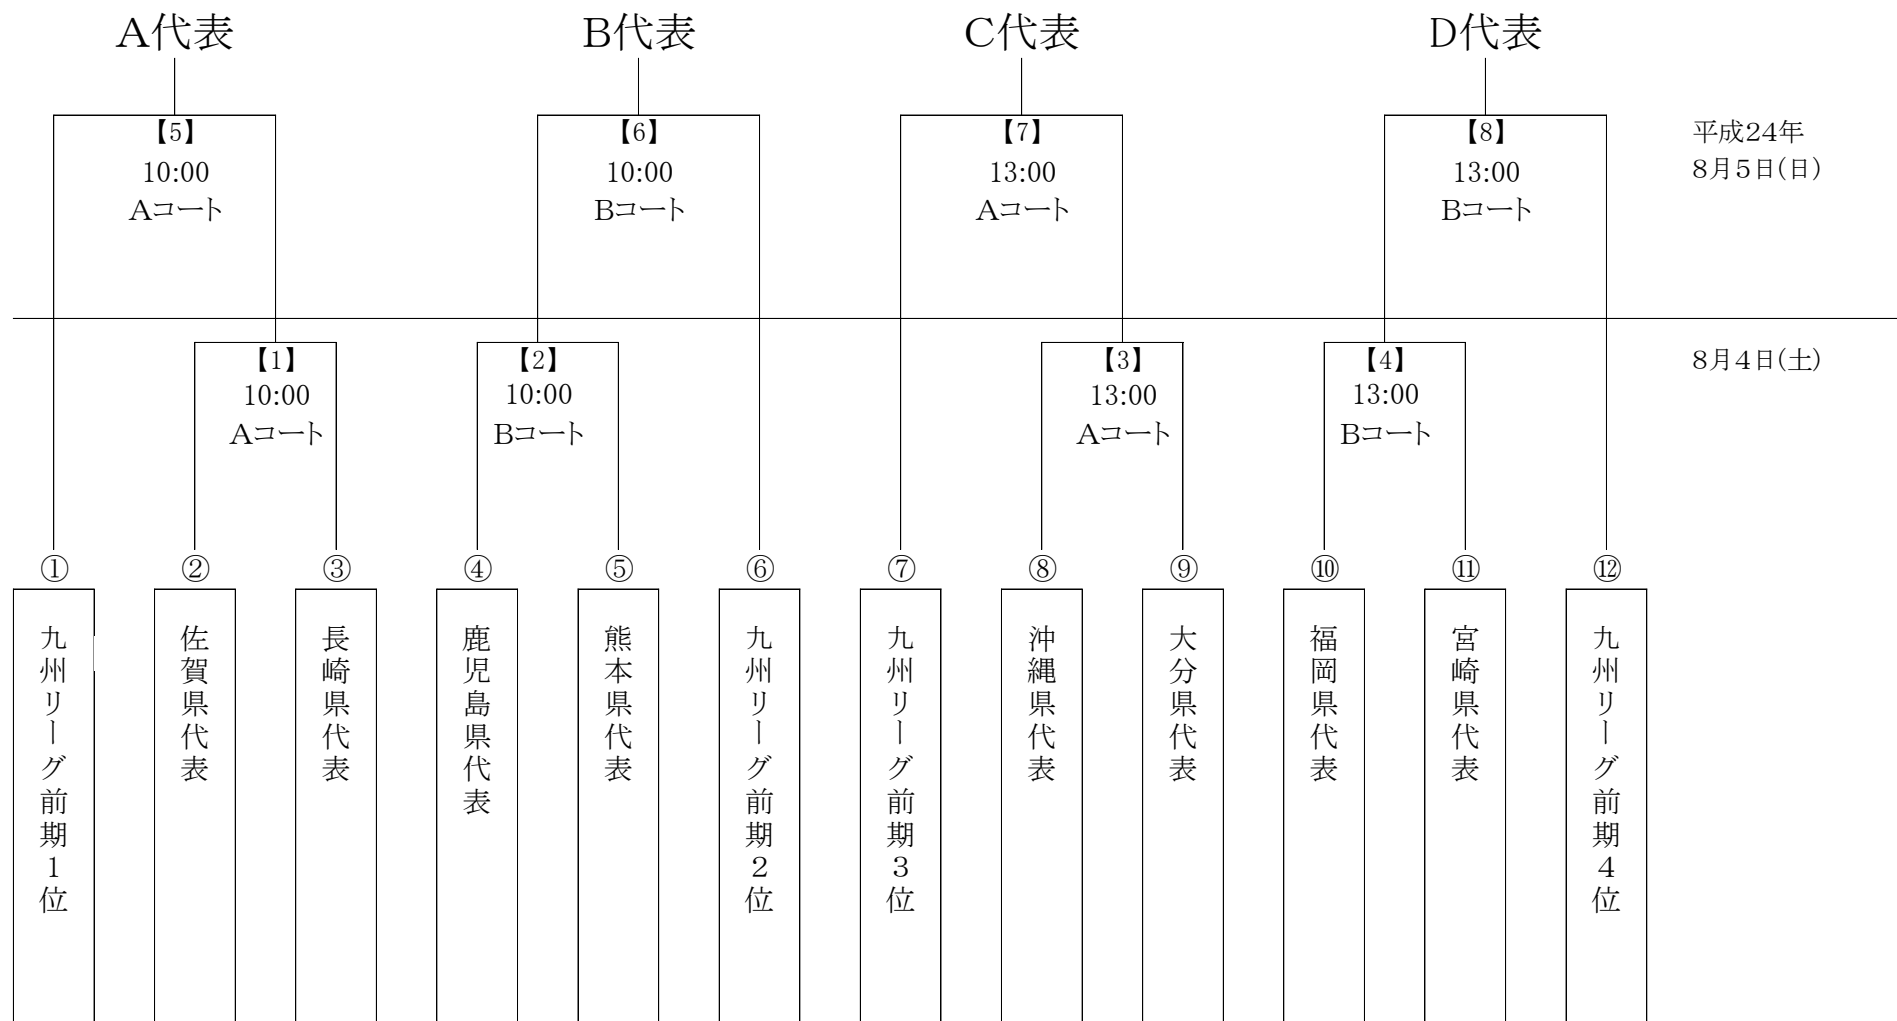 A代表
B代表
C代表
D代表
【5】
10:00
Aコート
【6】
10:00
Bコート
【7】
13:00
Aコート
【8】
13:00
Bコート
平成24年
8月5日(日)
【1】
10:00
Aコート
【2】
10:00
Bコート
【3】
13:00
Aコート
【4】
13:00
Bコート
8月4日(土)
①
②
③
④
⑤
⑥
⑦
⑧
⑨
⑩
⑪
⑫
九州リーグ前期1位
佐賀県代表
長崎県代表
鹿児島県代表
熊本県代表
九州リーグ前期2位
九州リーグ前期3位
沖縄県代表
大分県代表
福岡県代表
宮崎県代表
九州リーグ前期4位